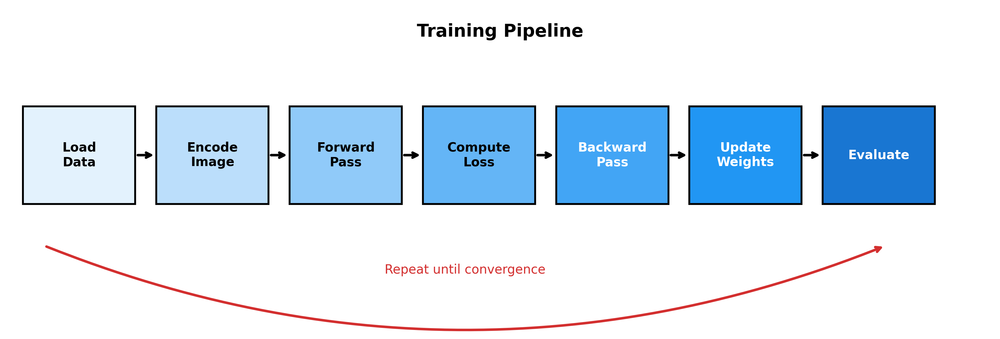 Training Pipeline
Load
Data
Encode
Image
Forward
Pass
Compute
Loss
Backward
Pass
Update
Weights
Evaluate
Repeat until convergence